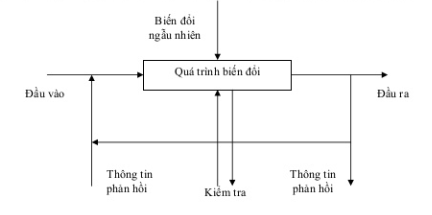 Biến đổi
ngẫu nhiên
Quá trình biến đổi
Đầu vào
Đầu ra
Thông tin
phản hồi
Kiểm tra
Thông tin
phản hồi